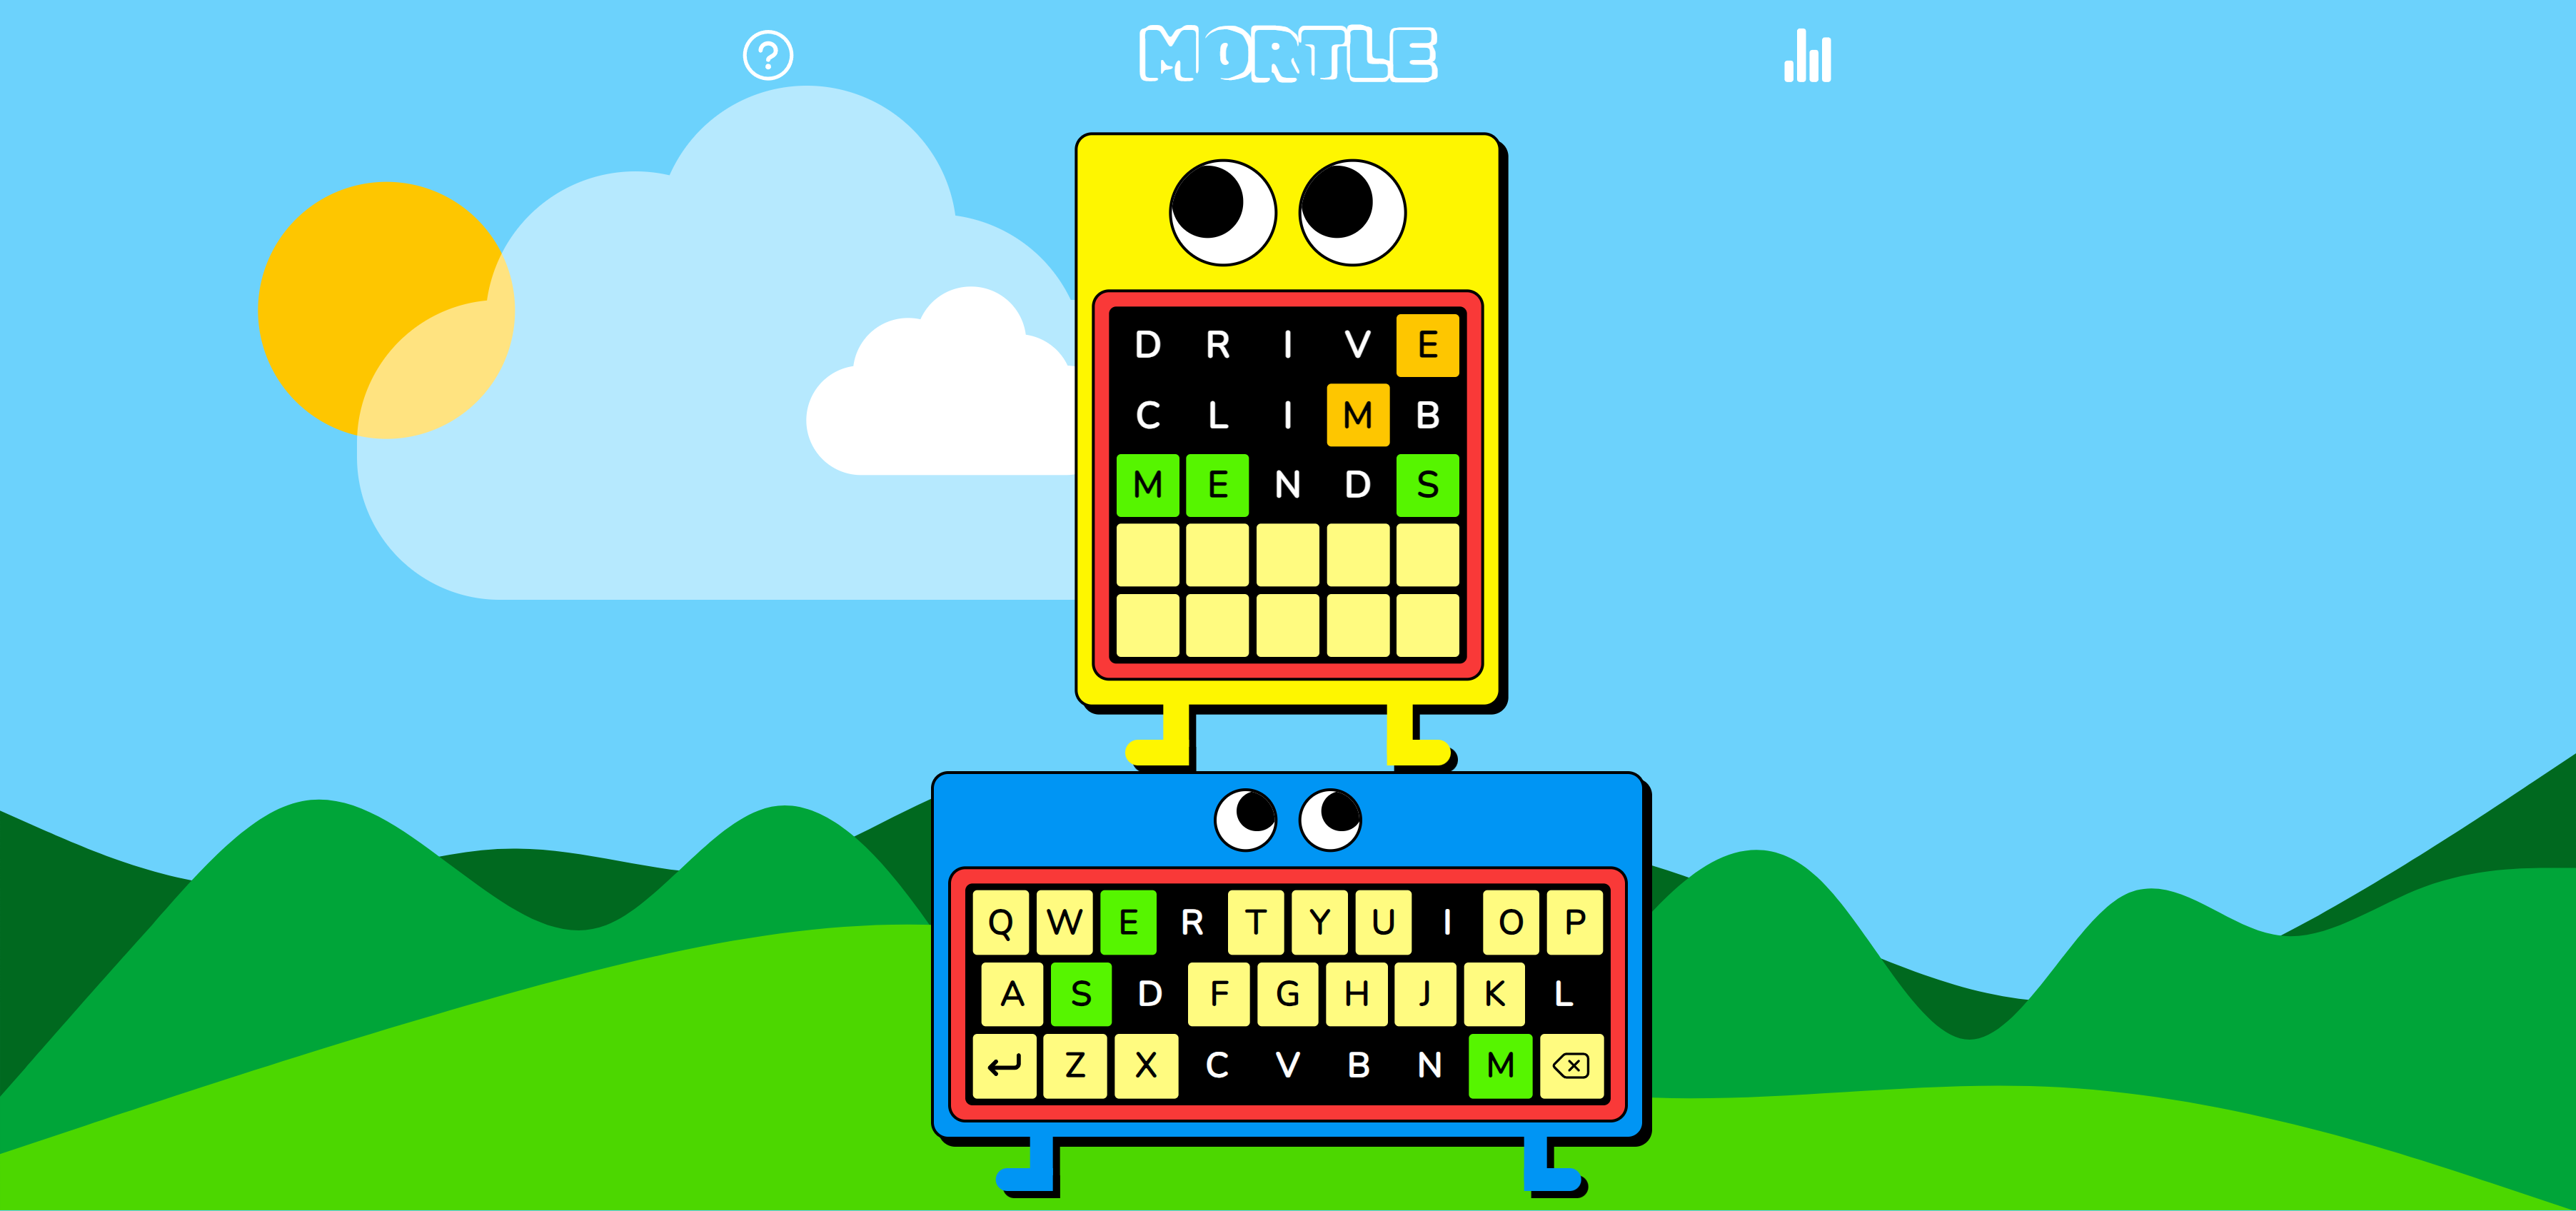 MORTLE
D R I V E
C L I M B
M E N D S
Q W E R T Y U I O P
A S D F G H J K L
Z X C V B N M